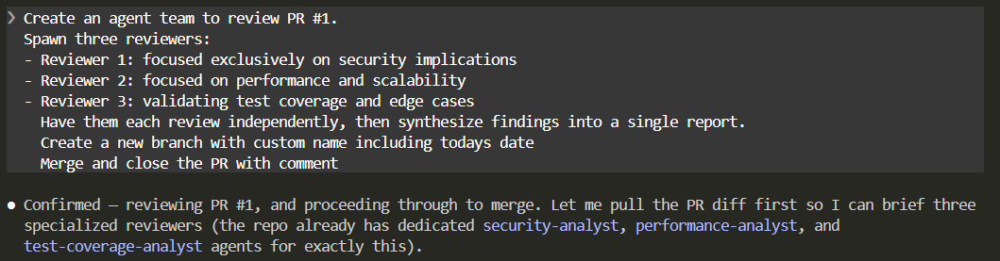 ❯ Create an agent team to review PR #1.
Spawn three reviewers:
- Reviewer 1: focused exclusively on security implications
- Reviewer 2: focused on performance and scalability
- Reviewer 3: validating test coverage and edge cases
Have them each review independently, then synthesize findings into a single report.
Create a new branch with custom name including todays date
Merge and close the PR with comment
● Confirmed — reviewing PR #1, and proceeding through to merge. Let me pull the PR diff first so I can brief three
specialized reviewers (the repo already has dedicated security-analyst, performance-analyst, and
test-coverage-analyst agents for exactly this).